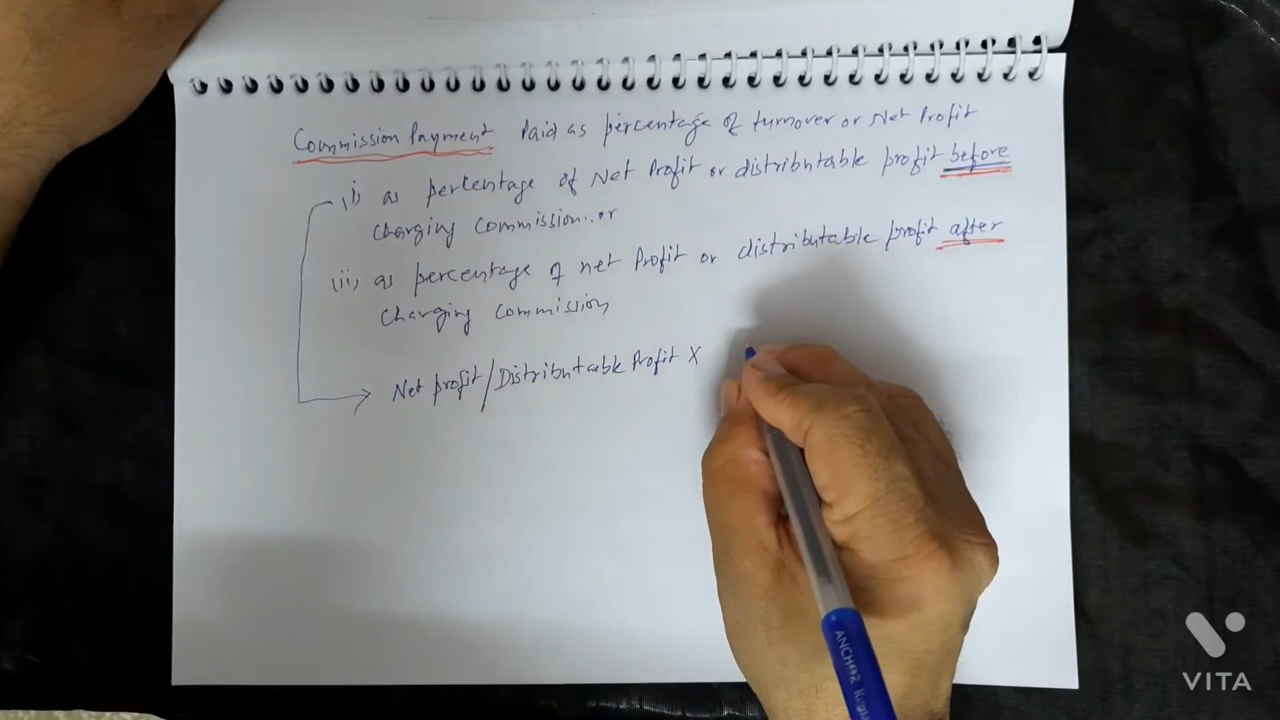 Commission Payment Paid as percentage of turnover or Net Profit
(i) as percentage of Net Profit or distributable profit before
charging commission..or
(ii) as percentage of net Profit or distributable profit after
charging commission
Net profit/Distributable Profit X
ANCHOR
VITA